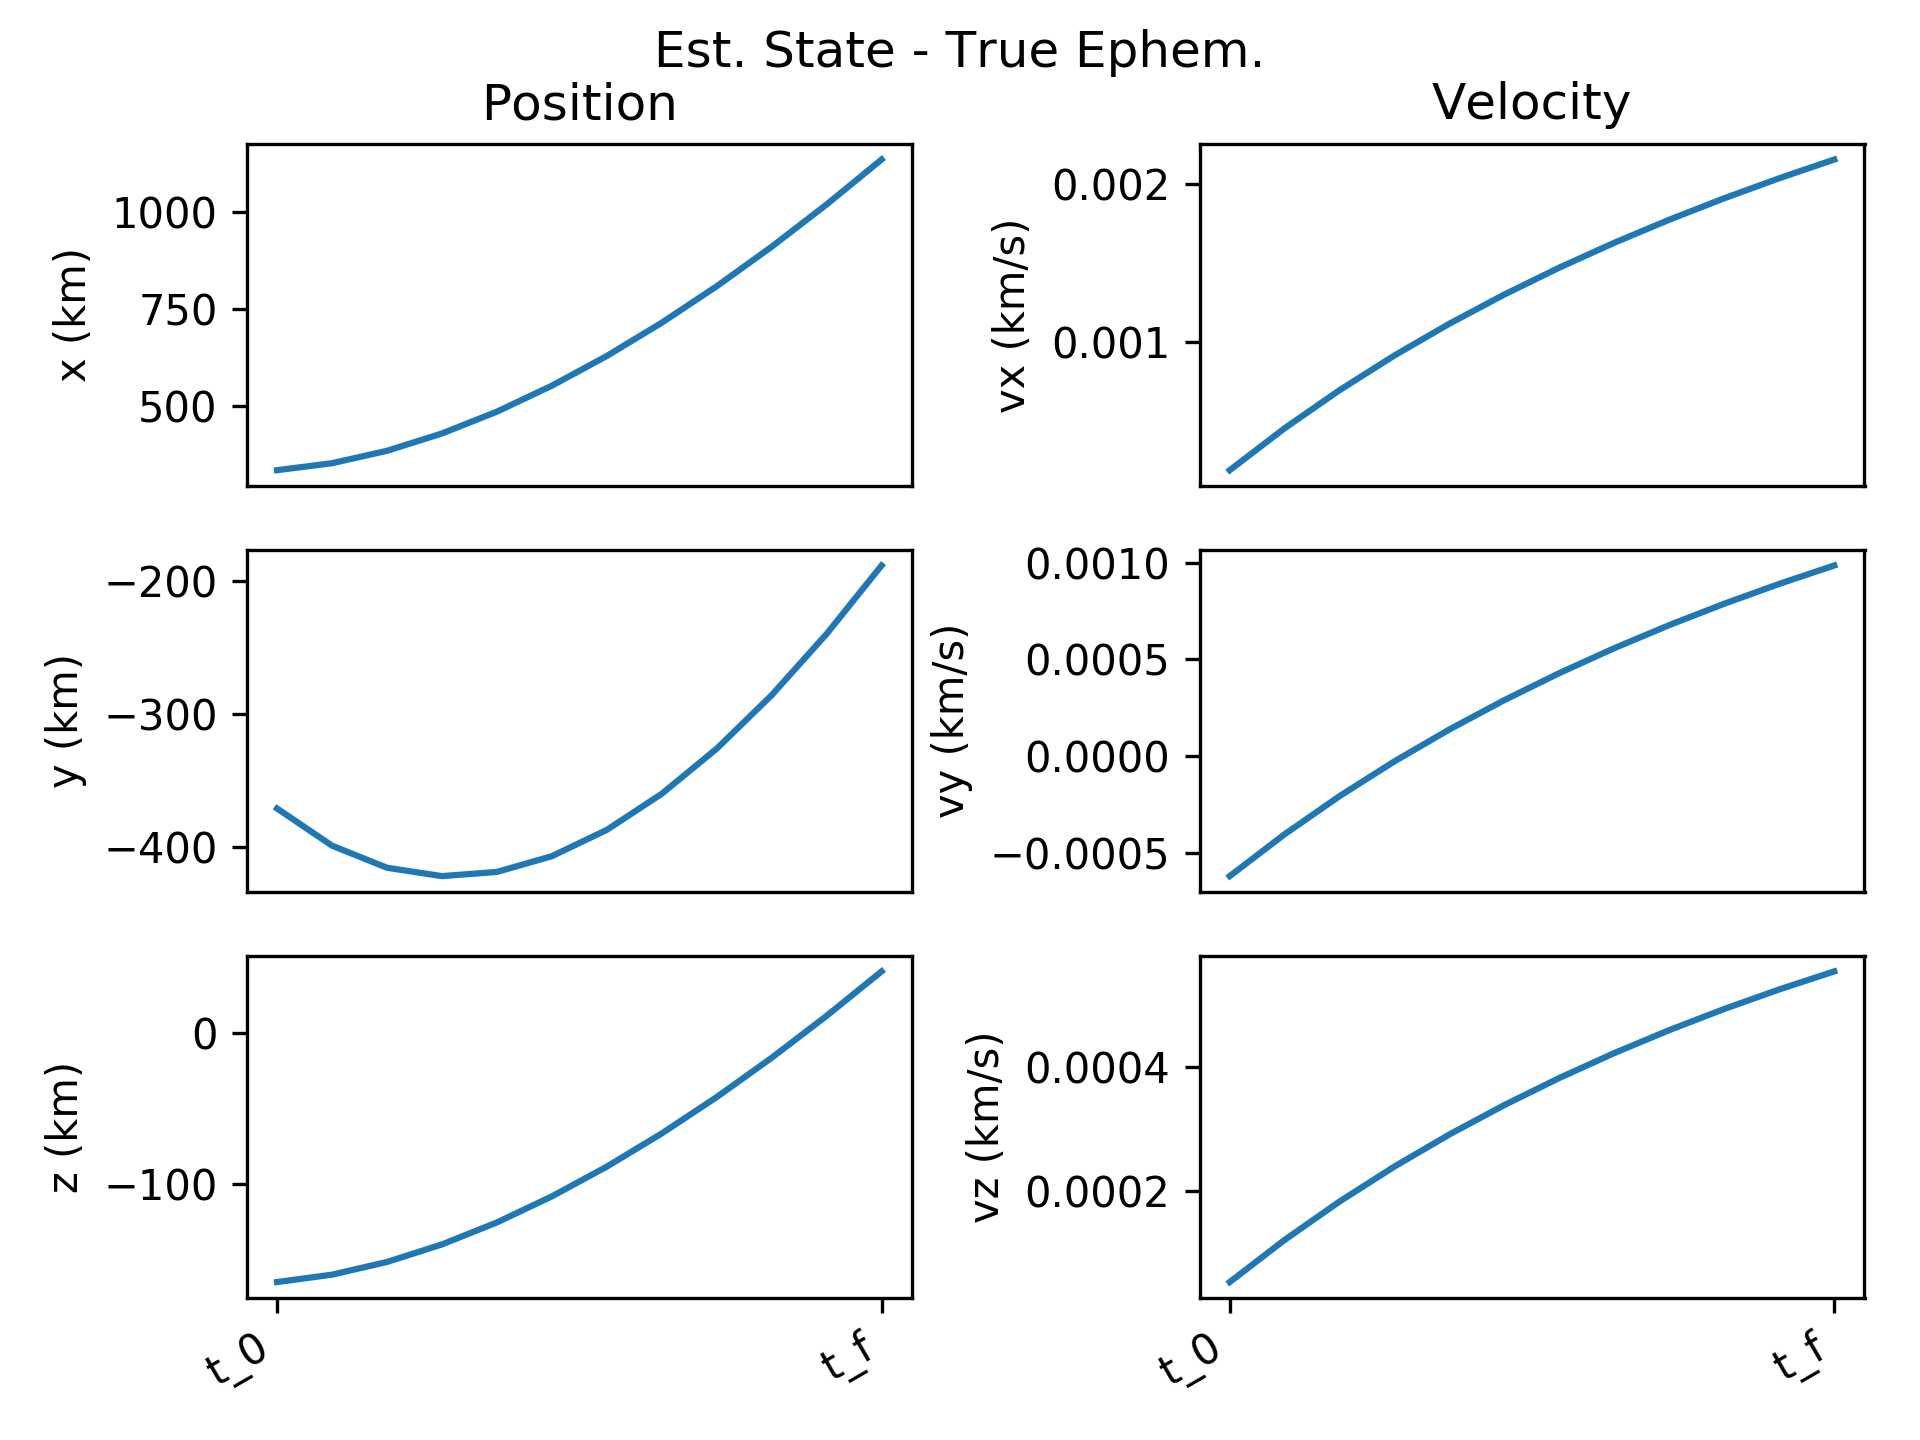 Est. State - True Ephem.
Position
Velocity
x (km)
1000
750
500
vx (km/s)
0.002
0.001
y (km)
−200
−300
−400
vy (km/s)
0.0010
0.0005
0.0000
−0.0005
z (km)
0
−100
vz (km/s)
0.0004
0.0002
t_0
t_f
t_0
t_f